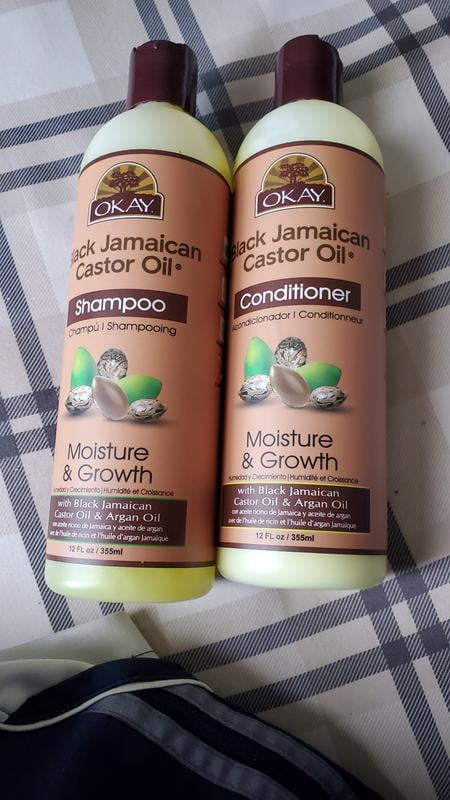 OKAY.
Black Jamaican
Castor Oil®
Shampoo
Champú | Shampooing
Moisture
& Growth
Humedad y Crecimiento | Humidité et Croissance
with Black Jamaican
Castor Oil & Argan Oil
con aceite ricino de Jamaica y aceite de argan
avec de l'huile de ricin et l'huile d'argan Jamaïque
12 FL oz / 355ml
OKAY.
Black Jamaican
Castor Oil®
Conditioner
Acondicionador | Conditionneur
Moisture
& Growth
Humedad y Crecimiento | Humidité et Croissance
with Black Jamaican
Castor Oil & Argan Oil
con aceite ricino de Jamaica y aceite de argan
avec de l'huile de ricin et l'huile d'argan Jamaïque
12 FL oz / 355ml